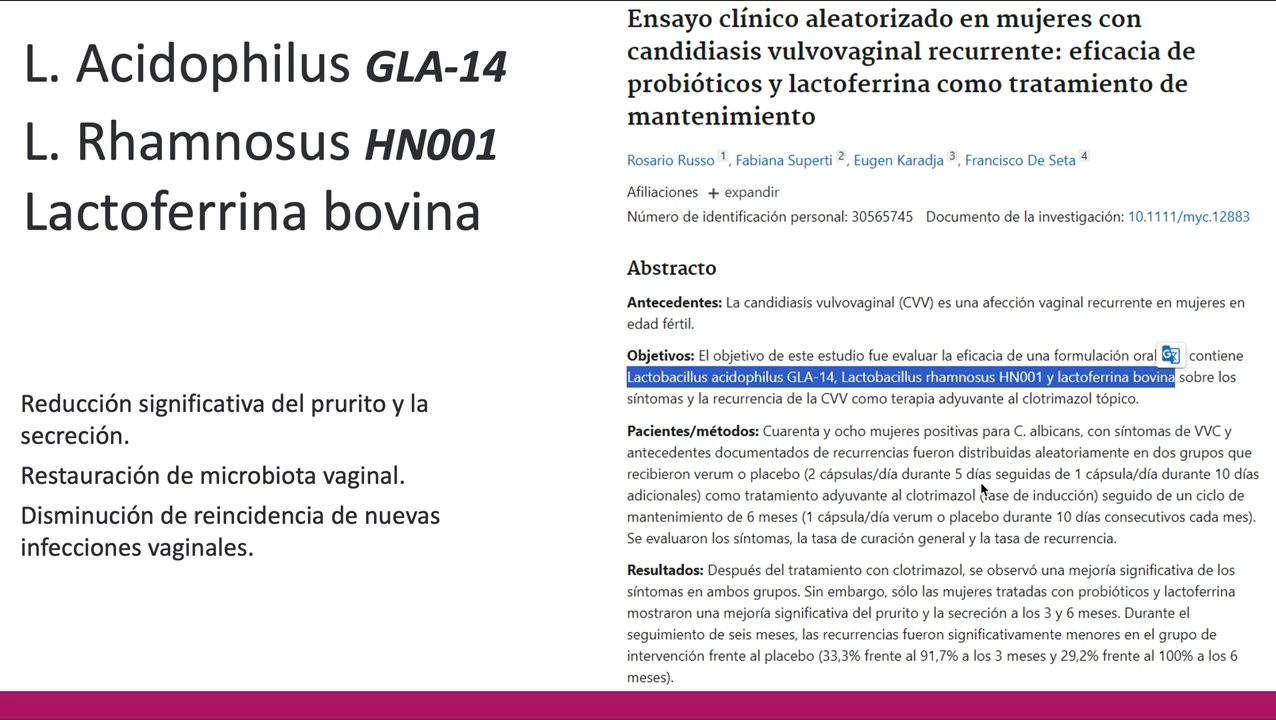 L. Acidophilus GLA-14
L. Rhamnosus HN001
Lactoferrina bovina
Reducción significativa del prurito y la
secreción.
Restauración de microbiota vaginal.
Disminución de reincidencia de nuevas
infecciones vaginales.
Ensayo clínico aleatorizado en mujeres con
candidiasis vulvovaginal recurrente: eficacia de
probióticos y lactoferrina como tratamiento de
mantenimiento
Rosario Russo 1, Fabiana Superti 2, Eugen Karadja 3, Francisco De Seta 4
Afiliaciones + expandir
Número de identificación personal: 30565745 Documento de la investigación: 10.1111/myc.12883
Abstracto
Antecedentes: La candidiasis vulvovaginal (CVV) es una afección vaginal recurrente en mujeres en
edad fértil.
Objetivos: El objetivo de este estudio fue evaluar la eficacia de una formulación oral contiene
Lactobacillus acidophilus GLA-14, Lactobacillus rhamnosus HN001 y lactoferrina bovina sobre los
síntomas y la recurrencia de la CVV como terapia adyuvante al clotrimazol tópico.
Pacientes/métodos: Cuarenta y ocho mujeres positivas para C. albicans, con síntomas de VVC y
antecedentes documentados de recurrencias fueron distribuidas aleatoriamente en dos grupos que
recibieron verum o placebo (2 cápsulas/día durante 5 días seguidas de 1 cápsula/día durante 10 días
adicionales) como tratamiento adyuvante al clotrimazol (fase de inducción) seguido de un ciclo de
mantenimiento de 6 meses (1 cápsula/día verum o placebo durante 10 días consecutivos cada mes).
Se evaluaron los síntomas, la tasa de curación general y la tasa de recurrencia.
Resultados: Después del tratamiento con clotrimazol, se observó una mejoría significativa de los
síntomas en ambos grupos. Sin embargo, sólo las mujeres tratadas con probióticos y lactoferrina
mostraron una mejoría significativa del prurito y la secreción a los 3 y 6 meses. Durante el
seguimiento de seis meses, las recurrencias fueron significativamente menores en el grupo de
intervención frente al placebo (33,3% frente al 91,7% a los 3 meses y 29,2% frente al 100% a los 6
meses).